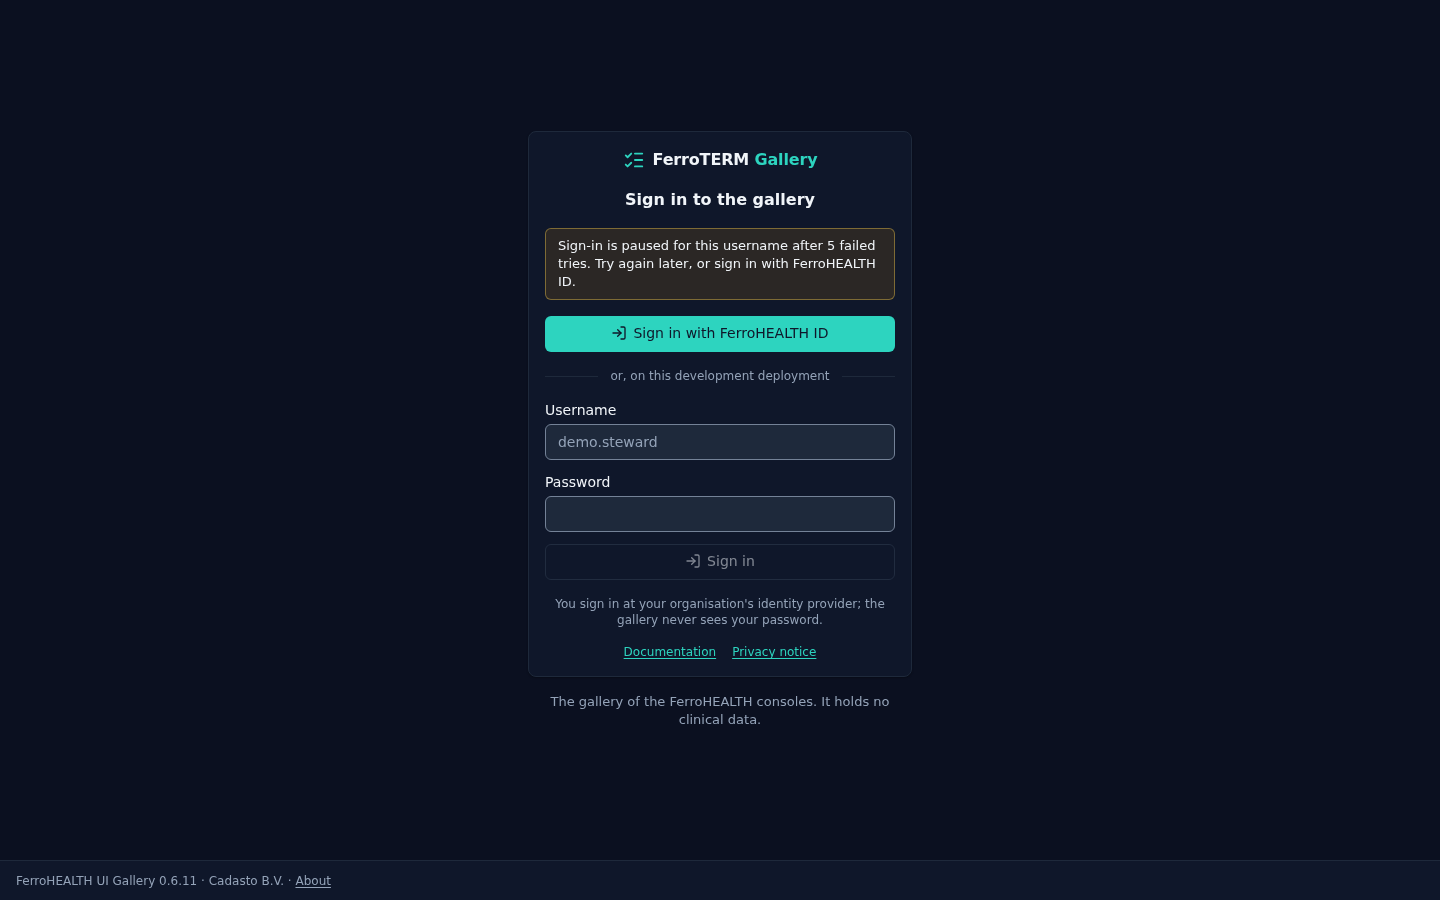 FerroTERM Gallery
Sign in to the gallery
Sign-in is paused for this username after 5 failed
tries. Try again later, or sign in with FerroHEALTH
ID.
Sign in with FerroHEALTH ID
or, on this development deployment
Username
demo.steward
Password
Sign in
You sign in at your organisation's identity provider; the
gallery never sees your password.
Documentation Privacy notice
The gallery of the FerroHEALTH consoles. It holds no
clinical data.
FerroHEALTH UI Gallery 0.6.11 · Cadasto B.V. · About